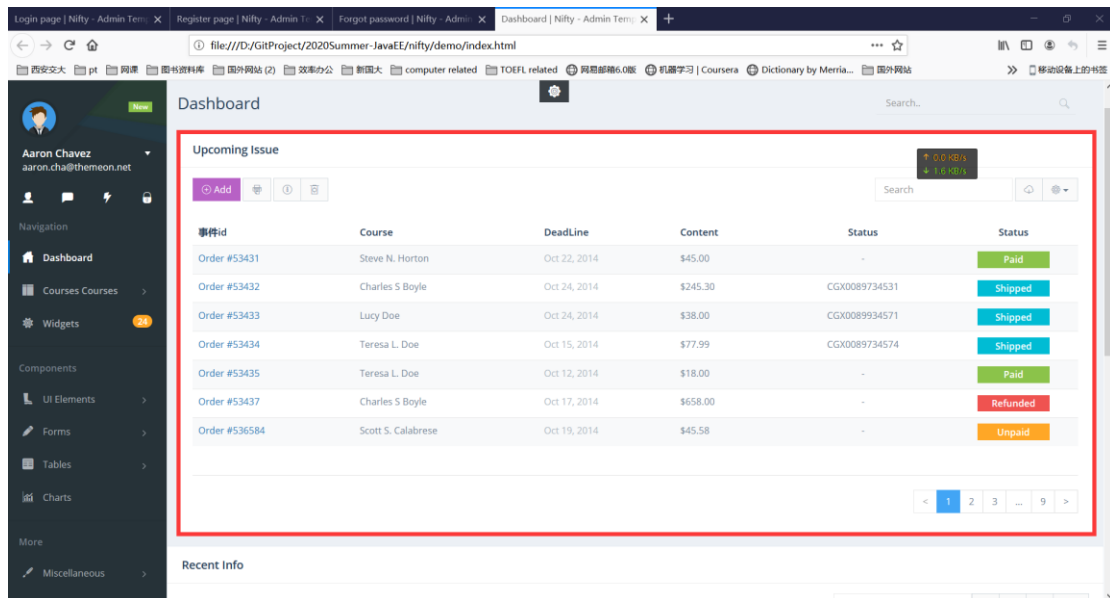 Login page | Nifty - Admin Temp
Register page | Nifty - Admin Te
Forgot password | Nifty - Admin
Dashboard | Nifty - Admin Temp
file:///D:/GitProject/2020Summer-JavaEE/nifty/demo/index.html
西安交大 pt 网课 图书资料库 国外网站 (2) 效率办公 新国大 computer related TOEFL related 网易邮箱6.0版 机器学习 | Coursera Dictionary by Merria... 国外网站 移动设备上的书签
New
Aaron Chavez
aaron.cha@themeon.net
Navigation
Dashboard
Courses Courses
Widgets 24
Components
UI Elements
Forms
Tables
Charts
More
Miscellaneous
Dashboard Search..
Upcoming Issue
↑ 0.0 KB/s
↓ 1.6 KB/s
Add Search
事件id Course DeadLine Content Status Status
Order #53431 Steve N. Horton Oct 22, 2014 $45.00 - Paid
Order #53432 Charles S Boyle Oct 24, 2014 $245.30 CGX0089734531 Shipped
Order #53433 Lucy Doe Oct 24, 2014 $38.00 CGX0089934571 Shipped
Order #53434 Teresa L. Doe Oct 15, 2014 $77.99 CGX0089734574 Shipped
Order #53435 Teresa L. Doe Oct 12, 2014 $18.00 - Paid
Order #53437 Charles S Boyle Oct 17, 2014 $658.00 - Refunded
Order #536584 Scott S. Calabrese Oct 19, 2014 $45.58 - Unpaid
< 1 2 3 ... 9 >
Recent Info